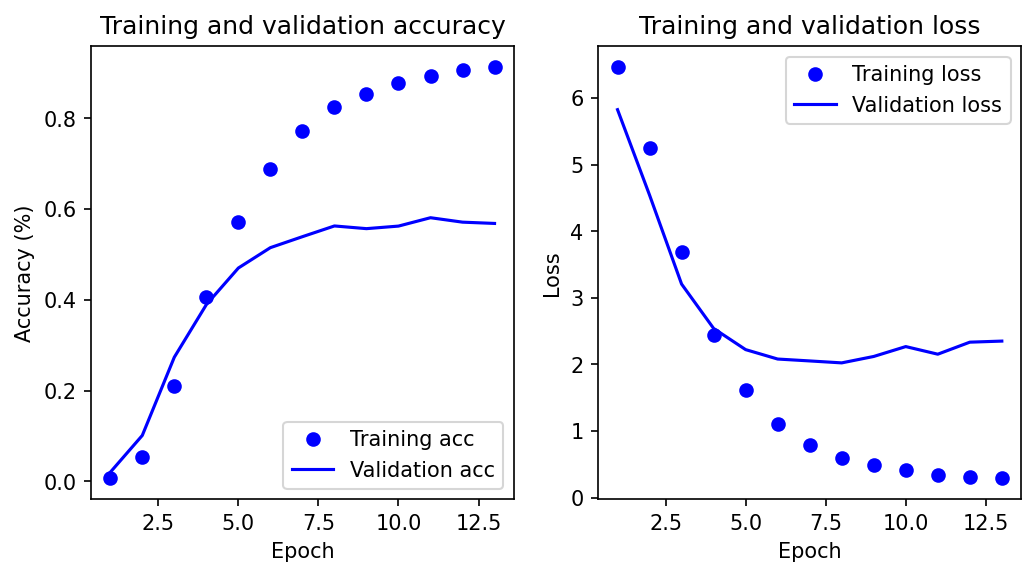 Training and validation accuracy
Accuracy (%)
0.8
0.6
0.4
0.2
0.0
Training acc
Validation acc
2.5 5.0 7.5 10.0 12.5
Epoch
Training and validation loss
Loss
6
5
4
3
2
1
0
Training loss
Validation loss
2.5 5.0 7.5 10.0 12.5
Epoch